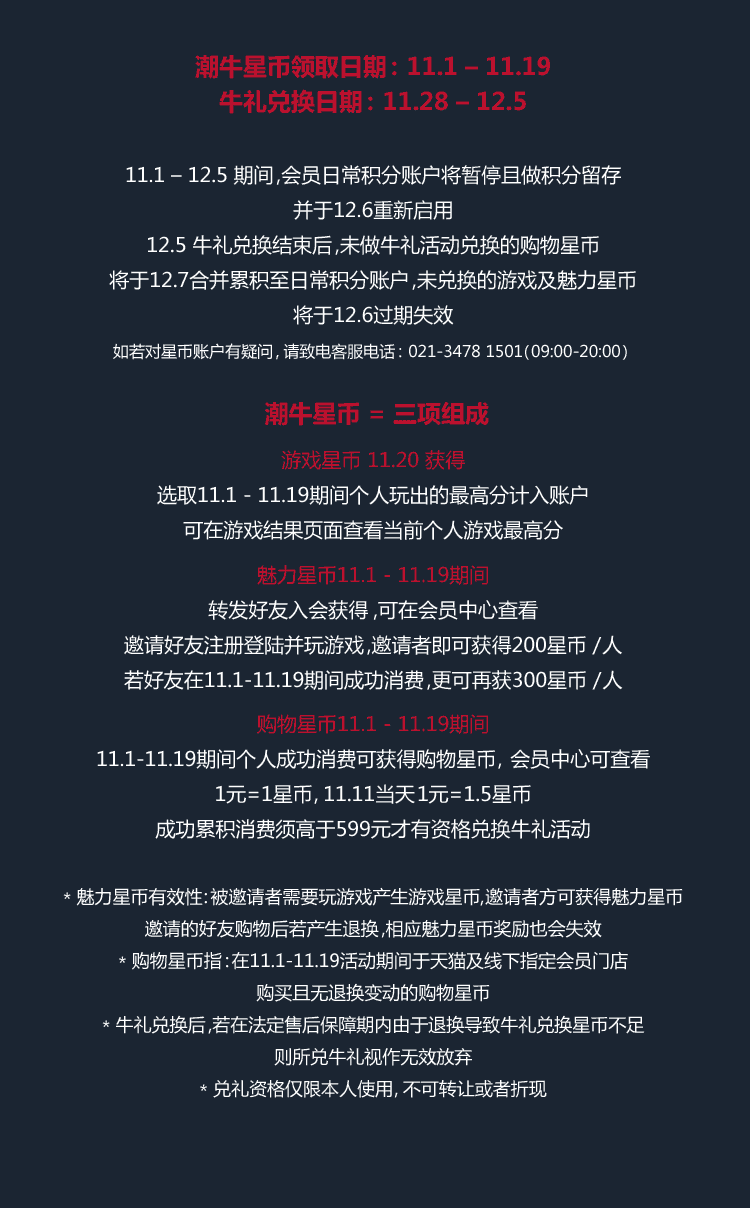 潮牛星币领取日期: 11.1 – 11.19
牛礼兑换日期: 11.28 – 12.5
11.1 – 12.5 期间,会员日常积分账户将暂停且做积分留存
并于12.6重新启用
12.5 牛礼兑换结束后,未做牛礼活动兑换的购物星币
将于12.7合并累积至日常积分账户,未兑换的游戏及魅力星币
将于12.6过期失效
如若对星币账户有疑问, 请致电客服电话: 021-3478 1501(09:00-20:00)
潮牛星币 = 三项组成
游戏星币 11.20 获得
选取11.1 - 11.19期间个人玩出的最高分计入账户
可在游戏结果页面查看当前个人游戏最高分
魅力星币11.1 - 11.19期间
转发好友入会获得 ,可在会员中心查看
邀请好友注册登陆并玩游戏,邀请者即可获得200星币 /人
若好友在11.1-11.19期间成功消费,更可再获300星币 /人
购物星币11.1 - 11.19期间
11.1-11.19期间个人成功消费可获得购物星币, 会员中心可查看
1元=1星币, 11.11当天1元=1.5星币
成功累积消费须高于599元才有资格兑换牛礼活动
* 魅力星币有效性:被邀请者需要玩游戏产生游戏星币,邀请者方可获得魅力星币
邀请的好友购物后若产生退换,相应魅力星币奖励也会失效
* 购物星币指:在11.1-11.19活动期间于天猫及线下指定会员门店
购买且无退换变动的购物星币
* 牛礼兑换后,若在法定售后保障期内由于退换导致牛礼兑换星币不足
则所兑牛礼视作无效放弃
* 兑礼资格仅限本人使用, 不可转让或者折现